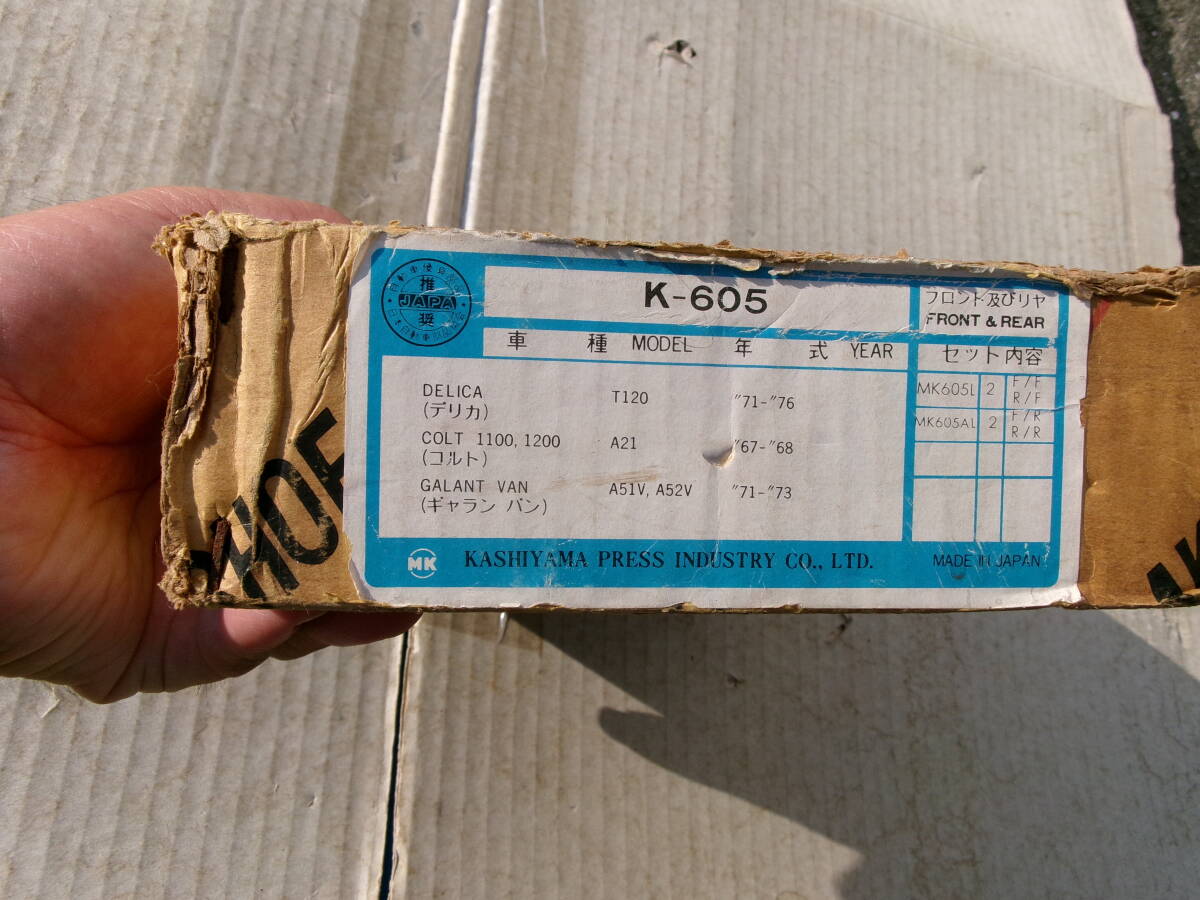 推
JAPA
奨
K-605
フロント及びリヤ
FRONT & REAR
車 種 MODEL 年 式 YEAR
セット内容
DELICA T120 "71-"76
(デリカ)
COLT 1100, 1200 A21 "67-"68
(コルト)
GALANT VAN A51V, A52V "71-"73
(ギャラン バン)
MK605L 2 F/F
R/F
MK605AL 2 F/R
R/R
MK KASHIYAMA PRESS INDUSTRY CO., LTD. MADE IN JAPAN
HOE